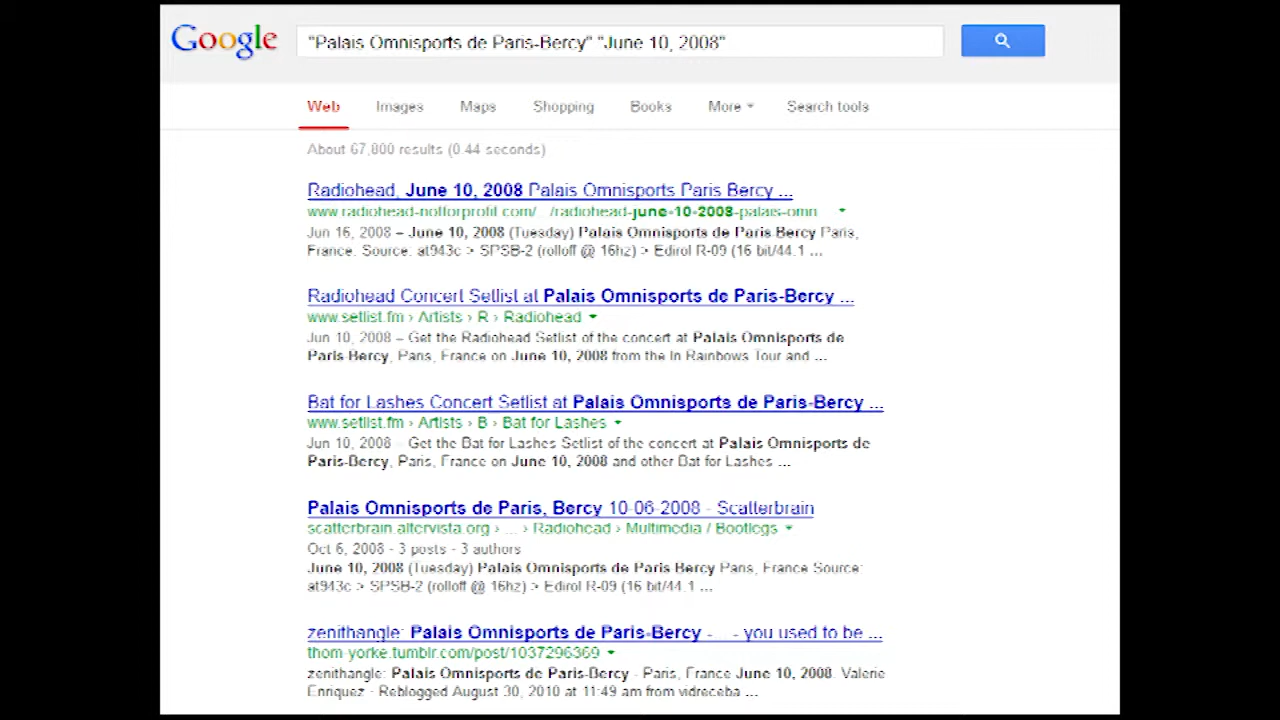 Google
"Palais Omnisports de Paris-Bercy" "June 10, 2008"
Web Images Maps Shopping Books More Search tools
About 67,800 results (0.44 seconds)
Radiohead, June 10, 2008 Palais Omnisports Paris Bercy ...
www.radiohead-notforprofit.com/.../radiohead-june-10-2008-palais-omn...
Jun 16, 2008 – June 10, 2008 (Tuesday) Palais Omnisports de Paris Bercy Paris,
France. Source: at943c > SPSB-2 (rolloff @ 16hz) > Edirol R-09 (16 bit/44.1 ...
Radiohead Concert Setlist at Palais Omnisports de Paris-Bercy ...
www.setlist.fm › Artists › R › Radiohead
Jun 10, 2008 – Get the Radiohead Setlist of the concert at Palais Omnisports de
Paris-Bercy, Paris, France on June 10, 2008 from the In Rainbows Tour and ...
Bat for Lashes Concert Setlist at Palais Omnisports de Paris-Bercy ...
www.setlist.fm › Artists › B › Bat for Lashes
Jun 10, 2008 – Get the Bat for Lashes Setlist of the concert at Palais Omnisports de
Paris-Bercy, Paris, France on June 10, 2008 and other Bat for Lashes ...
Palais Omnisports de Paris, Bercy 10-06-2008 - Scatterbrain
scatterbrain.altervista.org › ... › Radiohead › Multimedia / Bootlegs
Oct 6, 2008 - 3 posts - 3 authors
June 10, 2008 (Tuesday) Palais Omnisports de Paris Bercy Paris, France Source:
at943c > SPSB-2 (rolloff @ 16hz) > Edirol R-09 (16 bit/44.1 ...
zenithangle: Palais Omnisports de Paris-Bercy - ... - you used to be ...
thom-yorke.tumblr.com/post/1037296369
zenithangle: Palais Omnisports de Paris-Bercy - Paris, France June 10, 2008. Valerie
Enriquez · Reblogged August 30, 2010 at 11:49 am from vidreceba ...